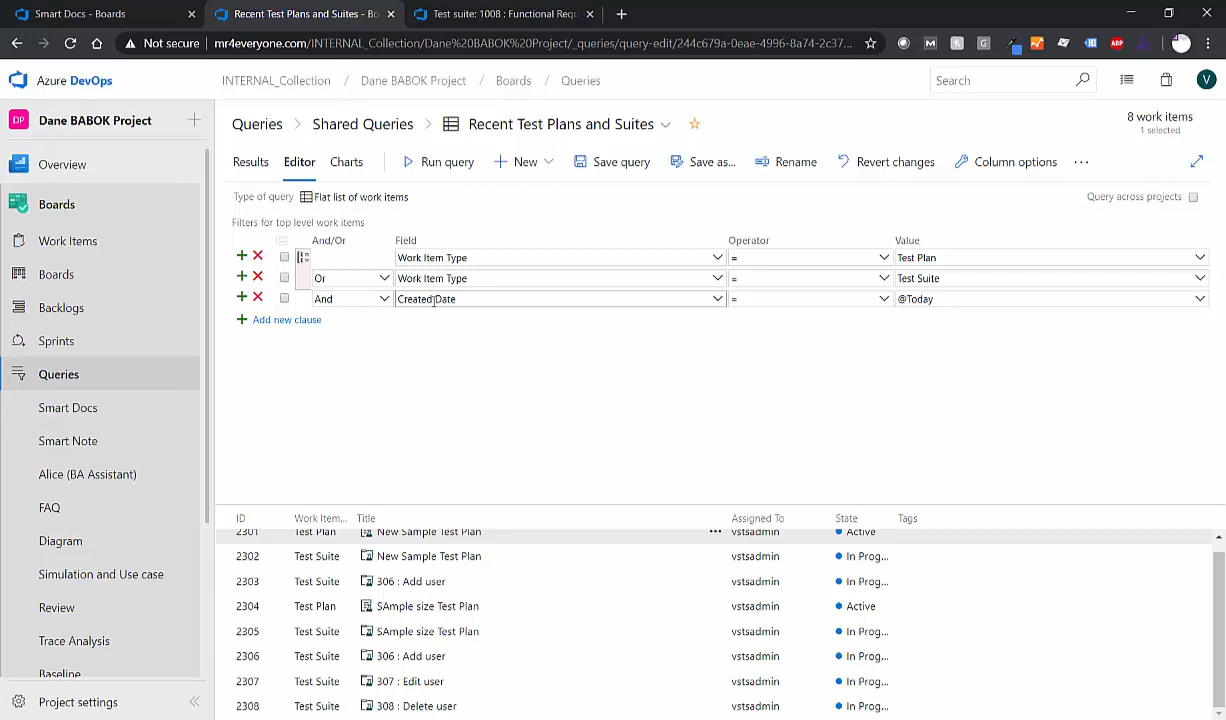 Smart Docs - Boards
Recent Test Plans and Suites - Bo
Test suite: 1008 : Functional Requ
Not secure
mr4everyone.com/INTERNAL_Collection/Dane%20BABOK%20Project/_queries/query-edit/244c679a-0eae-4996-8a74-2c37...
M
G
ABP
Azure DevOps
INTERNAL_Collection / Dane BABOK Project / Boards / Queries
Search
V
DP
Dane BABOK Project
Queries > Shared Queries > Recent Test Plans and Suites
8 work items
1 selected
Overview
Boards
Work Items
Boards
Backlogs
Sprints
Queries
Smart Docs
Smart Note
Alice (BA Assistant)
FAQ
Diagram
Simulation and Use case
Review
Trace Analysis
Baseline
Project settings
Results
Editor
Charts
Run query
New
Save query
Save as...
Rename
Revert changes
Column options
Type of query
Flat list of work items
Query across projects
Filters for top level work items
And/Or Field Operator Value
Work Item Type = Test Plan
Or Work Item Type = Test Suite
And Created Date = @Today
Add new clause
ID Work Item... Title Assigned To State Tags
2301 Test Plan New Sample Test Plan ... vstsadmin Active
2302 Test Suite New Sample Test Plan vstsadmin In Prog...
2303 Test Suite 306 : Add user vstsadmin In Prog...
2304 Test Plan SAmple size Test Plan vstsadmin Active
2305 Test Suite SAmple size Test Plan vstsadmin In Prog...
2306 Test Suite 306 : Add user vstsadmin In Prog...
2307 Test Suite 307 : Edit user vstsadmin In Prog...
2308 Test Suite 308 : Delete user vstsadmin In Prog...